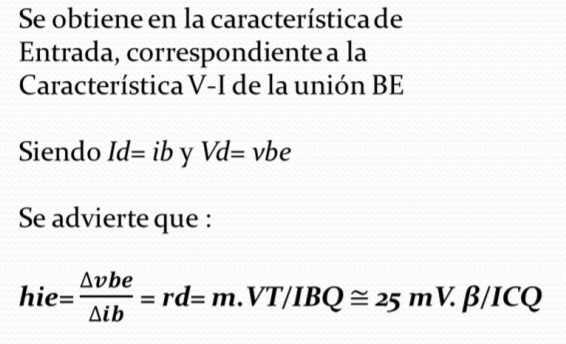 Se obtiene en la característica de
Entrada, correspondiente a la
Característica V-I de la unión BE
Siendo Id= ib y Vd= vbe
Se advierte que :
hie= Δvbe/Δib = rd= m.VT/IBQ ≅ 25 mV. β/ICQ